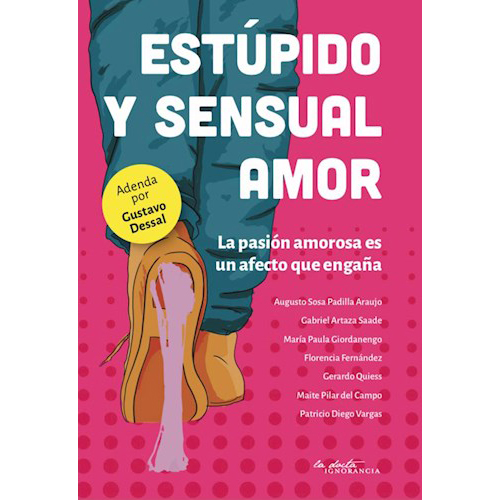 ESTÚPIDO
Y SENSUAL
AMOR
Adenda
por
Gustavo
Dessal
La pasión amorosa es
un afecto que engaña
Augusto Sosa Padilla Araujo
Gabriel Artaza Saade
María Paula Giordanengo
Florencia Fernández
Gerardo Quiess
Maite Pilar del Campo
Patricio Diego Vargas
la docta
IGNORANCIA